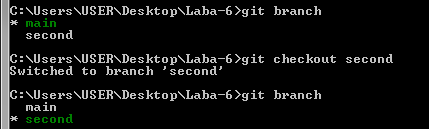 C:\Users\USER\Desktop\Laba-6>git branch
* main
  second
C:\Users\USER\Desktop\Laba-6>git checkout second
Switched to branch 'second'
C:\Users\USER\Desktop\Laba-6>git branch
  main
* second